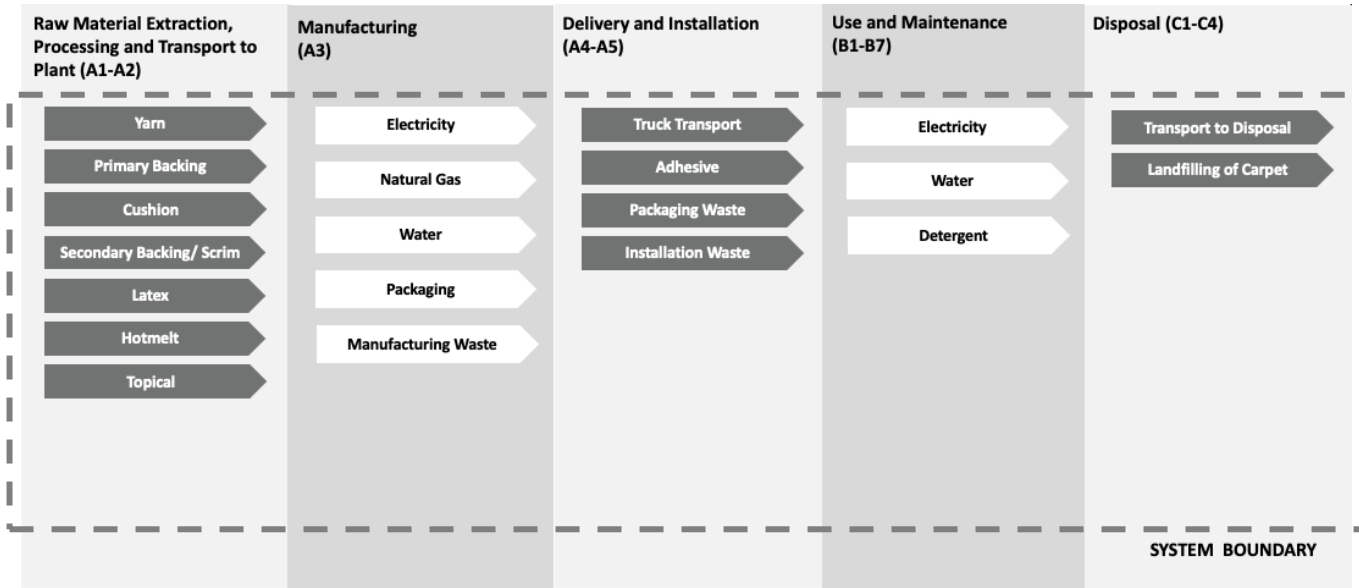 Raw Material Extraction,
Processing and Transport to
Plant (A1-A2)
Yarn
Primary Backing
Cushion
Secondary Backing/ Scrim
Latex
Hotmelt
Topical
Manufacturing
(A3)
Electricity
Natural Gas
Water
Packaging
Manufacturing Waste
Delivery and Installation
(A4-A5)
Truck Transport
Adhesive
Packaging Waste
Installation Waste
Use and Maintenance
(B1-B7)
Electricity
Water
Detergent
Disposal (C1-C4)
Transport to Disposal
Landfilling of Carpet
SYSTEM BOUNDARY